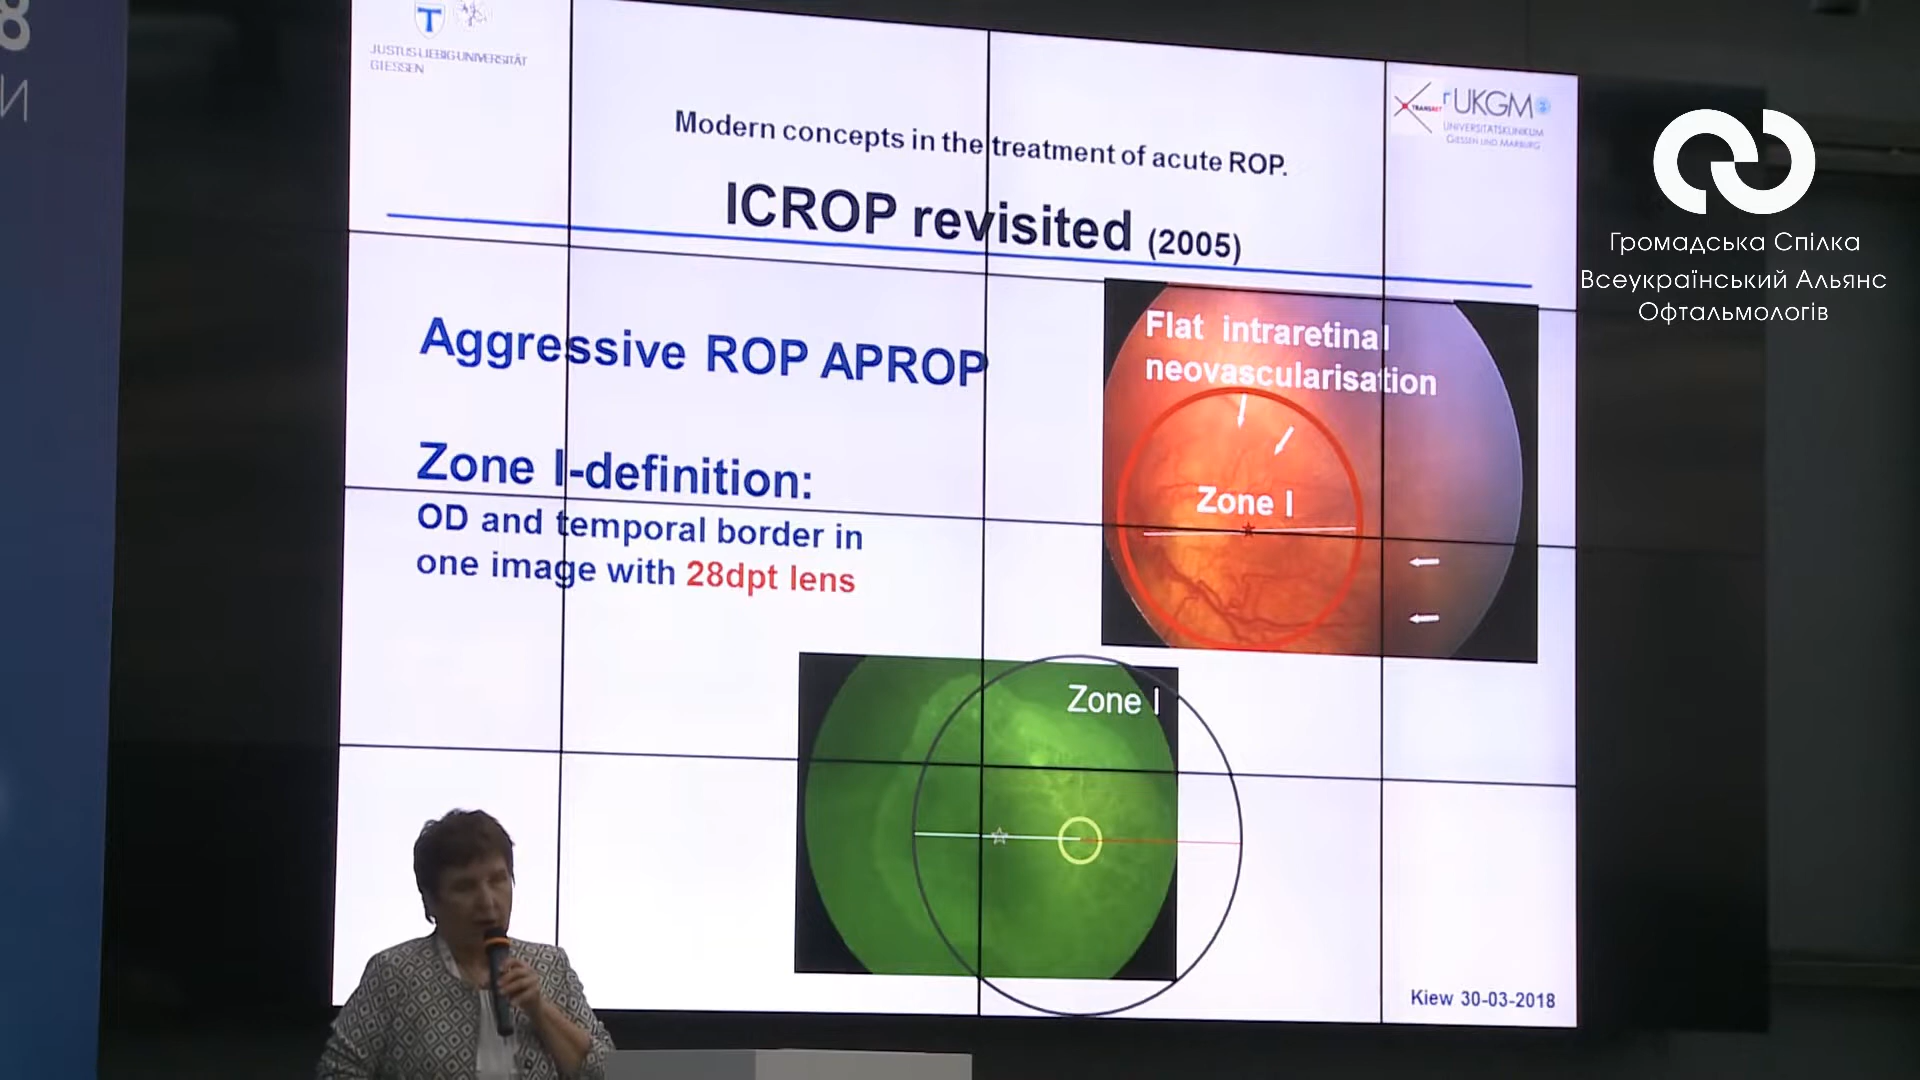 8
И
T
JUSTUS-LIEBIG-UNIVERSITÄT
GIESSEN
TRANSMIT
UKGM
UNIVERSITÄTSKLINIKUM
GIESSEN UND MARBURG
Modern concepts in the treatment of acute ROP.
ICROP revisited (2005)
Громадська Спілка
Всеукраїнський Альянс
Офтальмологів
Aggressive ROP APROP
Zone I-definition:
OD and temporal border in
one image with 28dpt lens
Flat intraretinal
neovascularisation
Zone I
Zone I
Kiew 30-03-2018